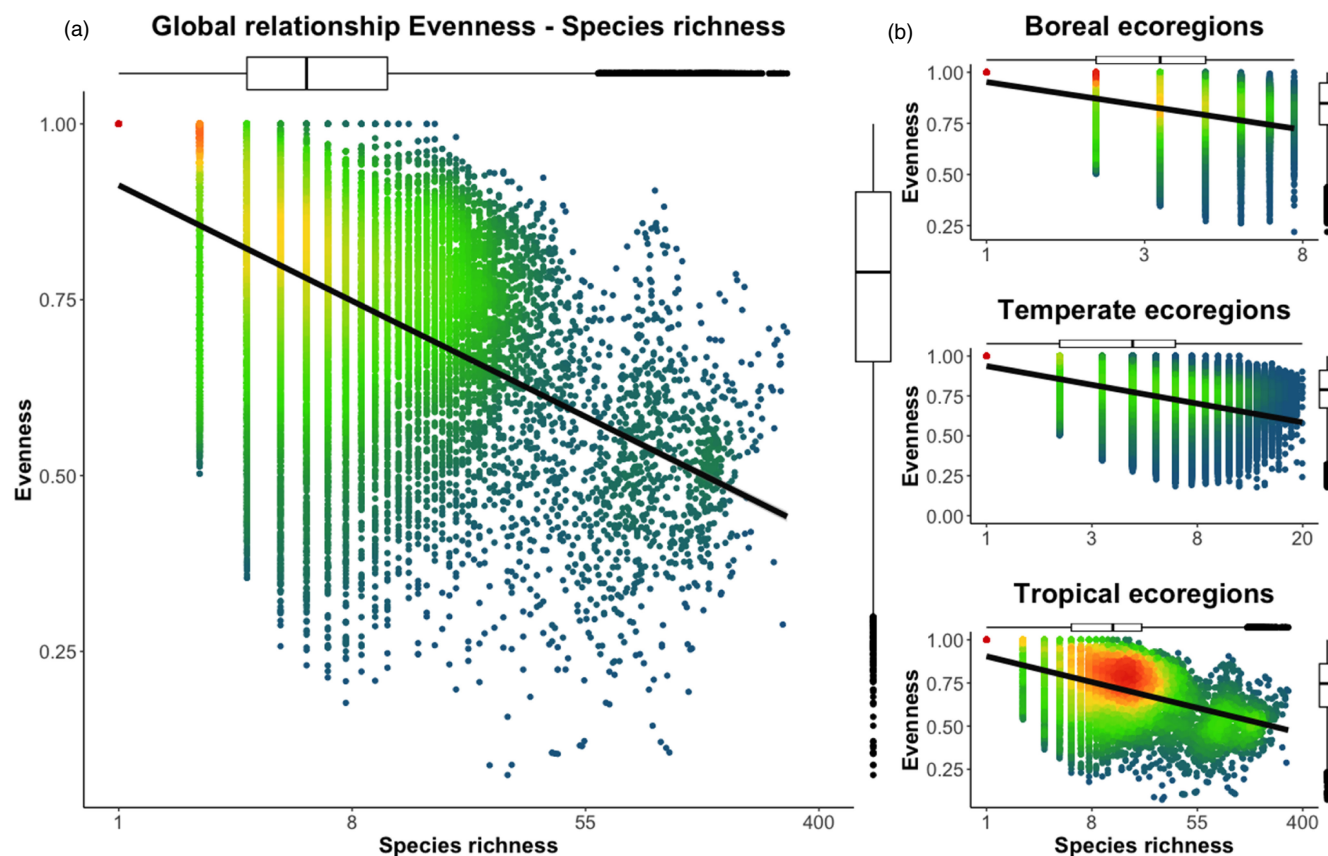 (a)
Global relationship Evenness - Species richness
1.00
0.75
0.50
0.25
Evenness
1
8
55
400
Species richness
(b)
Boreal ecoregions
1.00
0.75
0.50
0.25
Evenness
1
3
8
Temperate ecoregions
1.00
0.75
0.50
0.25
0.00
Evenness
1
3
8
20
Tropical ecoregions
1.00
0.75
0.50
0.25
Evenness
1
8
55
400
Species richness